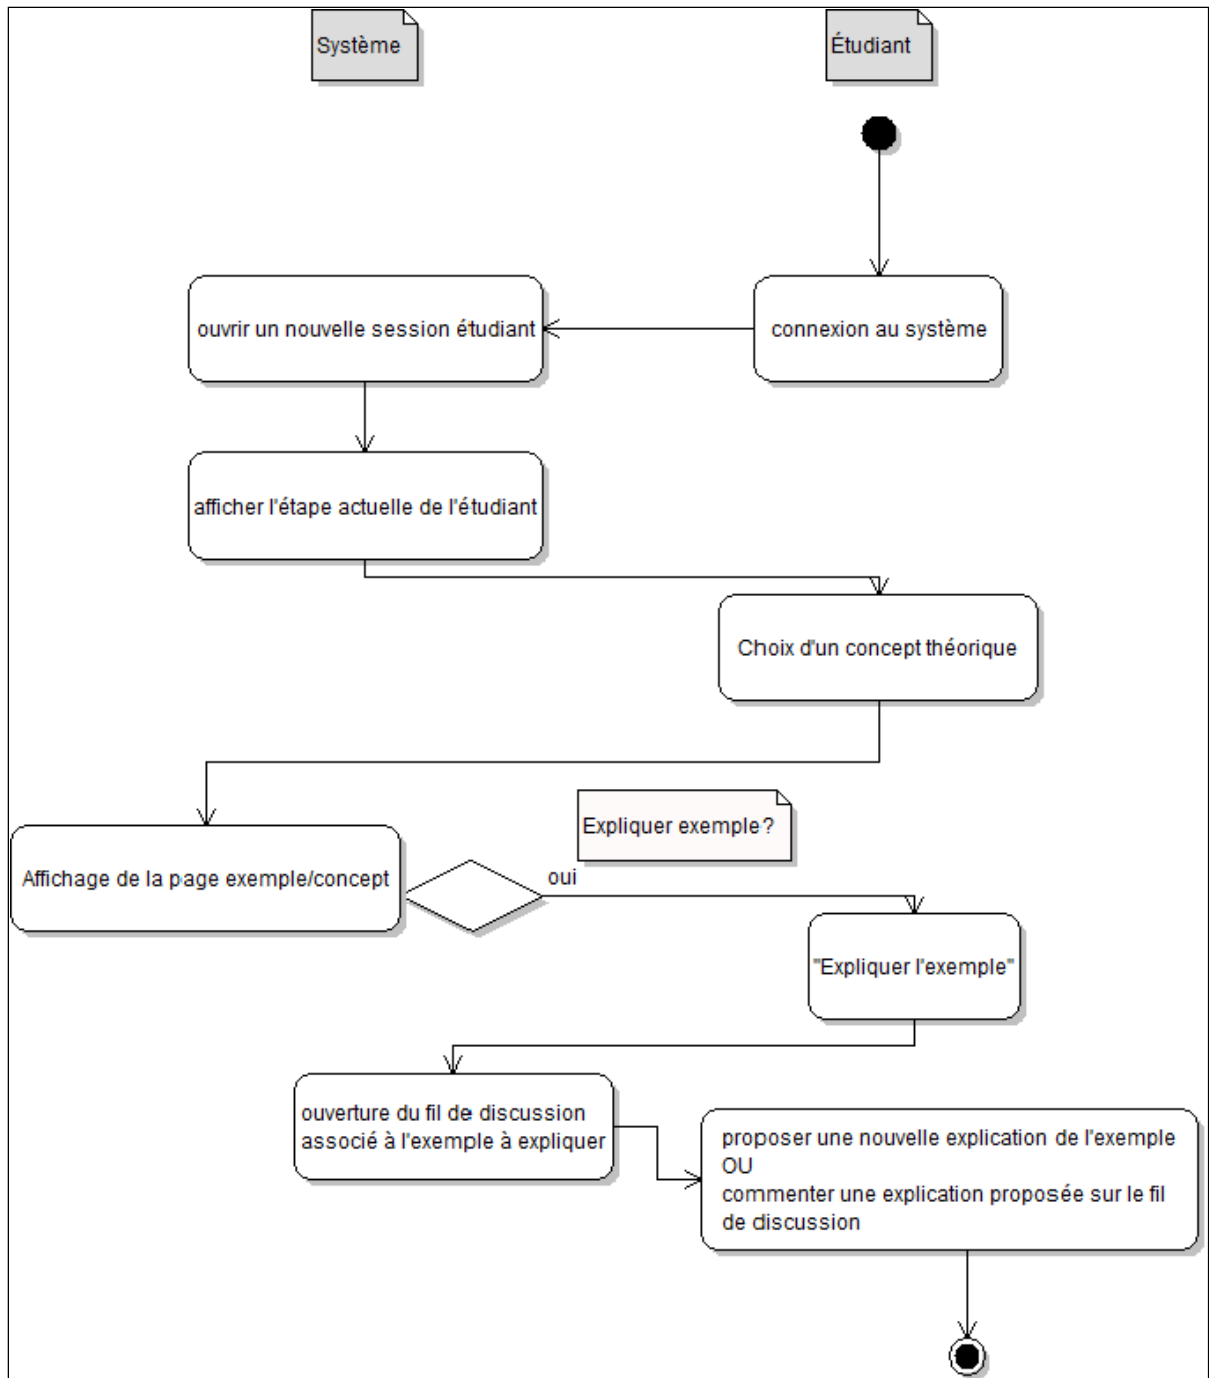 Système
Étudiant
connexion au système
ouvrir un nouvelle session étudiant
afficher l'étape actuelle de l'étudiant
Choix d'un concept théorique
Expliquer exemple?
Affichage de la page exemple/concept
oui
"Expliquer l'exemple"
ouverture du fil de discussion
associé à l'exemple à expliquer
proposer une nouvelle explication de l'exemple
OU
commenter une explication proposée sur le fil
de discussion